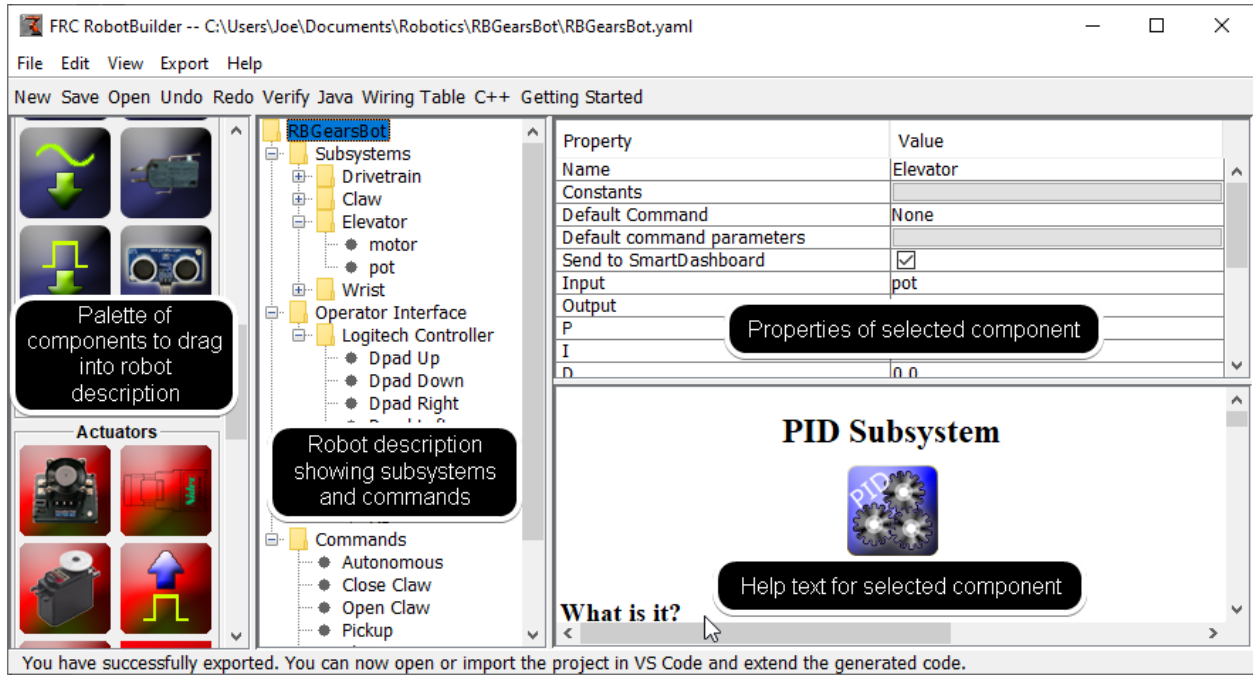 FRC RobotBuilder -- C:\Users\Joe\Documents\Robotics\RBGearsBot\RBGearsBot.yaml
File Edit View Export Help
New Save Open Undo Redo Verify Java Wiring Table C++ Getting Started
Palette of
components to drag
into robot
description
Actuators
RBGearsBot
Subsystems
Drivetrain
Claw
Elevator
motor
pot
Wrist
Operator Interface
Logitech Controller
Dpad Up
Dpad Down
Dpad Right
Robot description
showing subsystems
and commands
Commands
Autonomous
Close Claw
Open Claw
Pickup
Property Value
Name Elevator
Constants
Default Command None
Default command parameters
Send to SmartDashboard
Input pot
Output
P
I
D 0.0
Properties of selected component
PID Subsystem
PID
Help text for selected component
What is it?
You have successfully exported. You can now open or import the project in VS Code and extend the generated code.